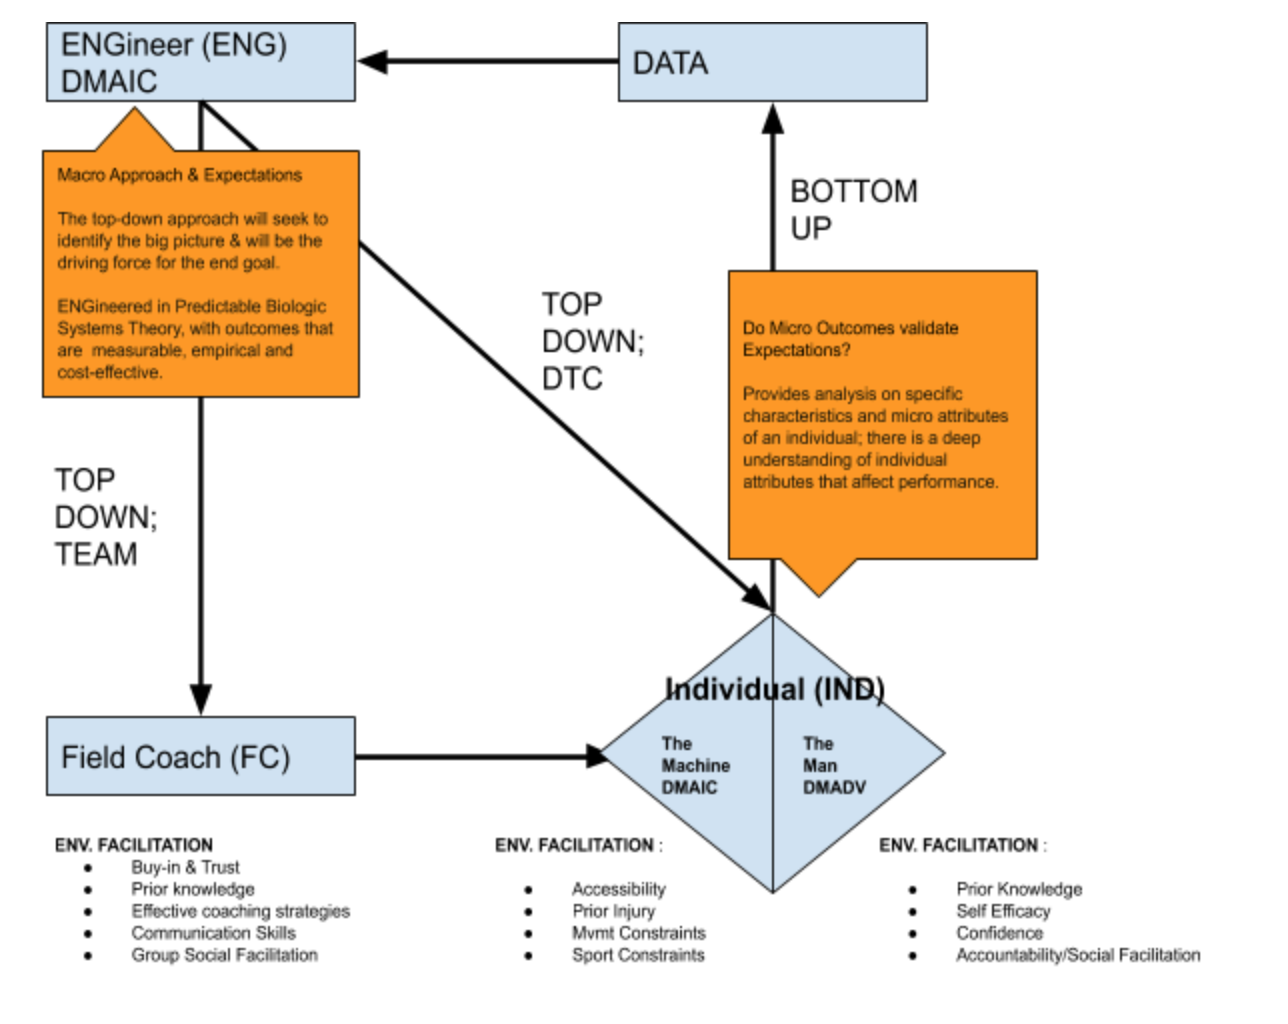 ENGineer (ENG)
DMAIC
DATA
Macro Approach & Expectations
The top-down approach will seek to
identify the big picture & will be the
driving force for the end goal.
ENGineered in Predictable Biologic
Systems Theory, with outcomes that
are measurable, empirical and
cost-effective.
BOTTOM
UP
TOP
DOWN;
DTC
Do Micro Outcomes validate
Expectations?
Provides analysis on specific
characteristics and micro attributes
of an individual; there is a deep
understanding of individual
attributes that affect performance.
TOP
DOWN;
TEAM
Field Coach (FC)
Individual (IND)
The
Machine
DMAIC
The
Man
DMADV
ENV. FACILITATION
● Buy-in & Trust
● Prior knowledge
● Effective coaching strategies
● Communication Skills
● Group Social Facilitation
ENV. FACILITATION :
● Accessibility
● Prior Injury
● Mvmt Constraints
● Sport Constraints
ENV. FACILITATION :
● Prior Knowledge
● Self Efficacy
● Confidence
● Accountability/Social Facilitation